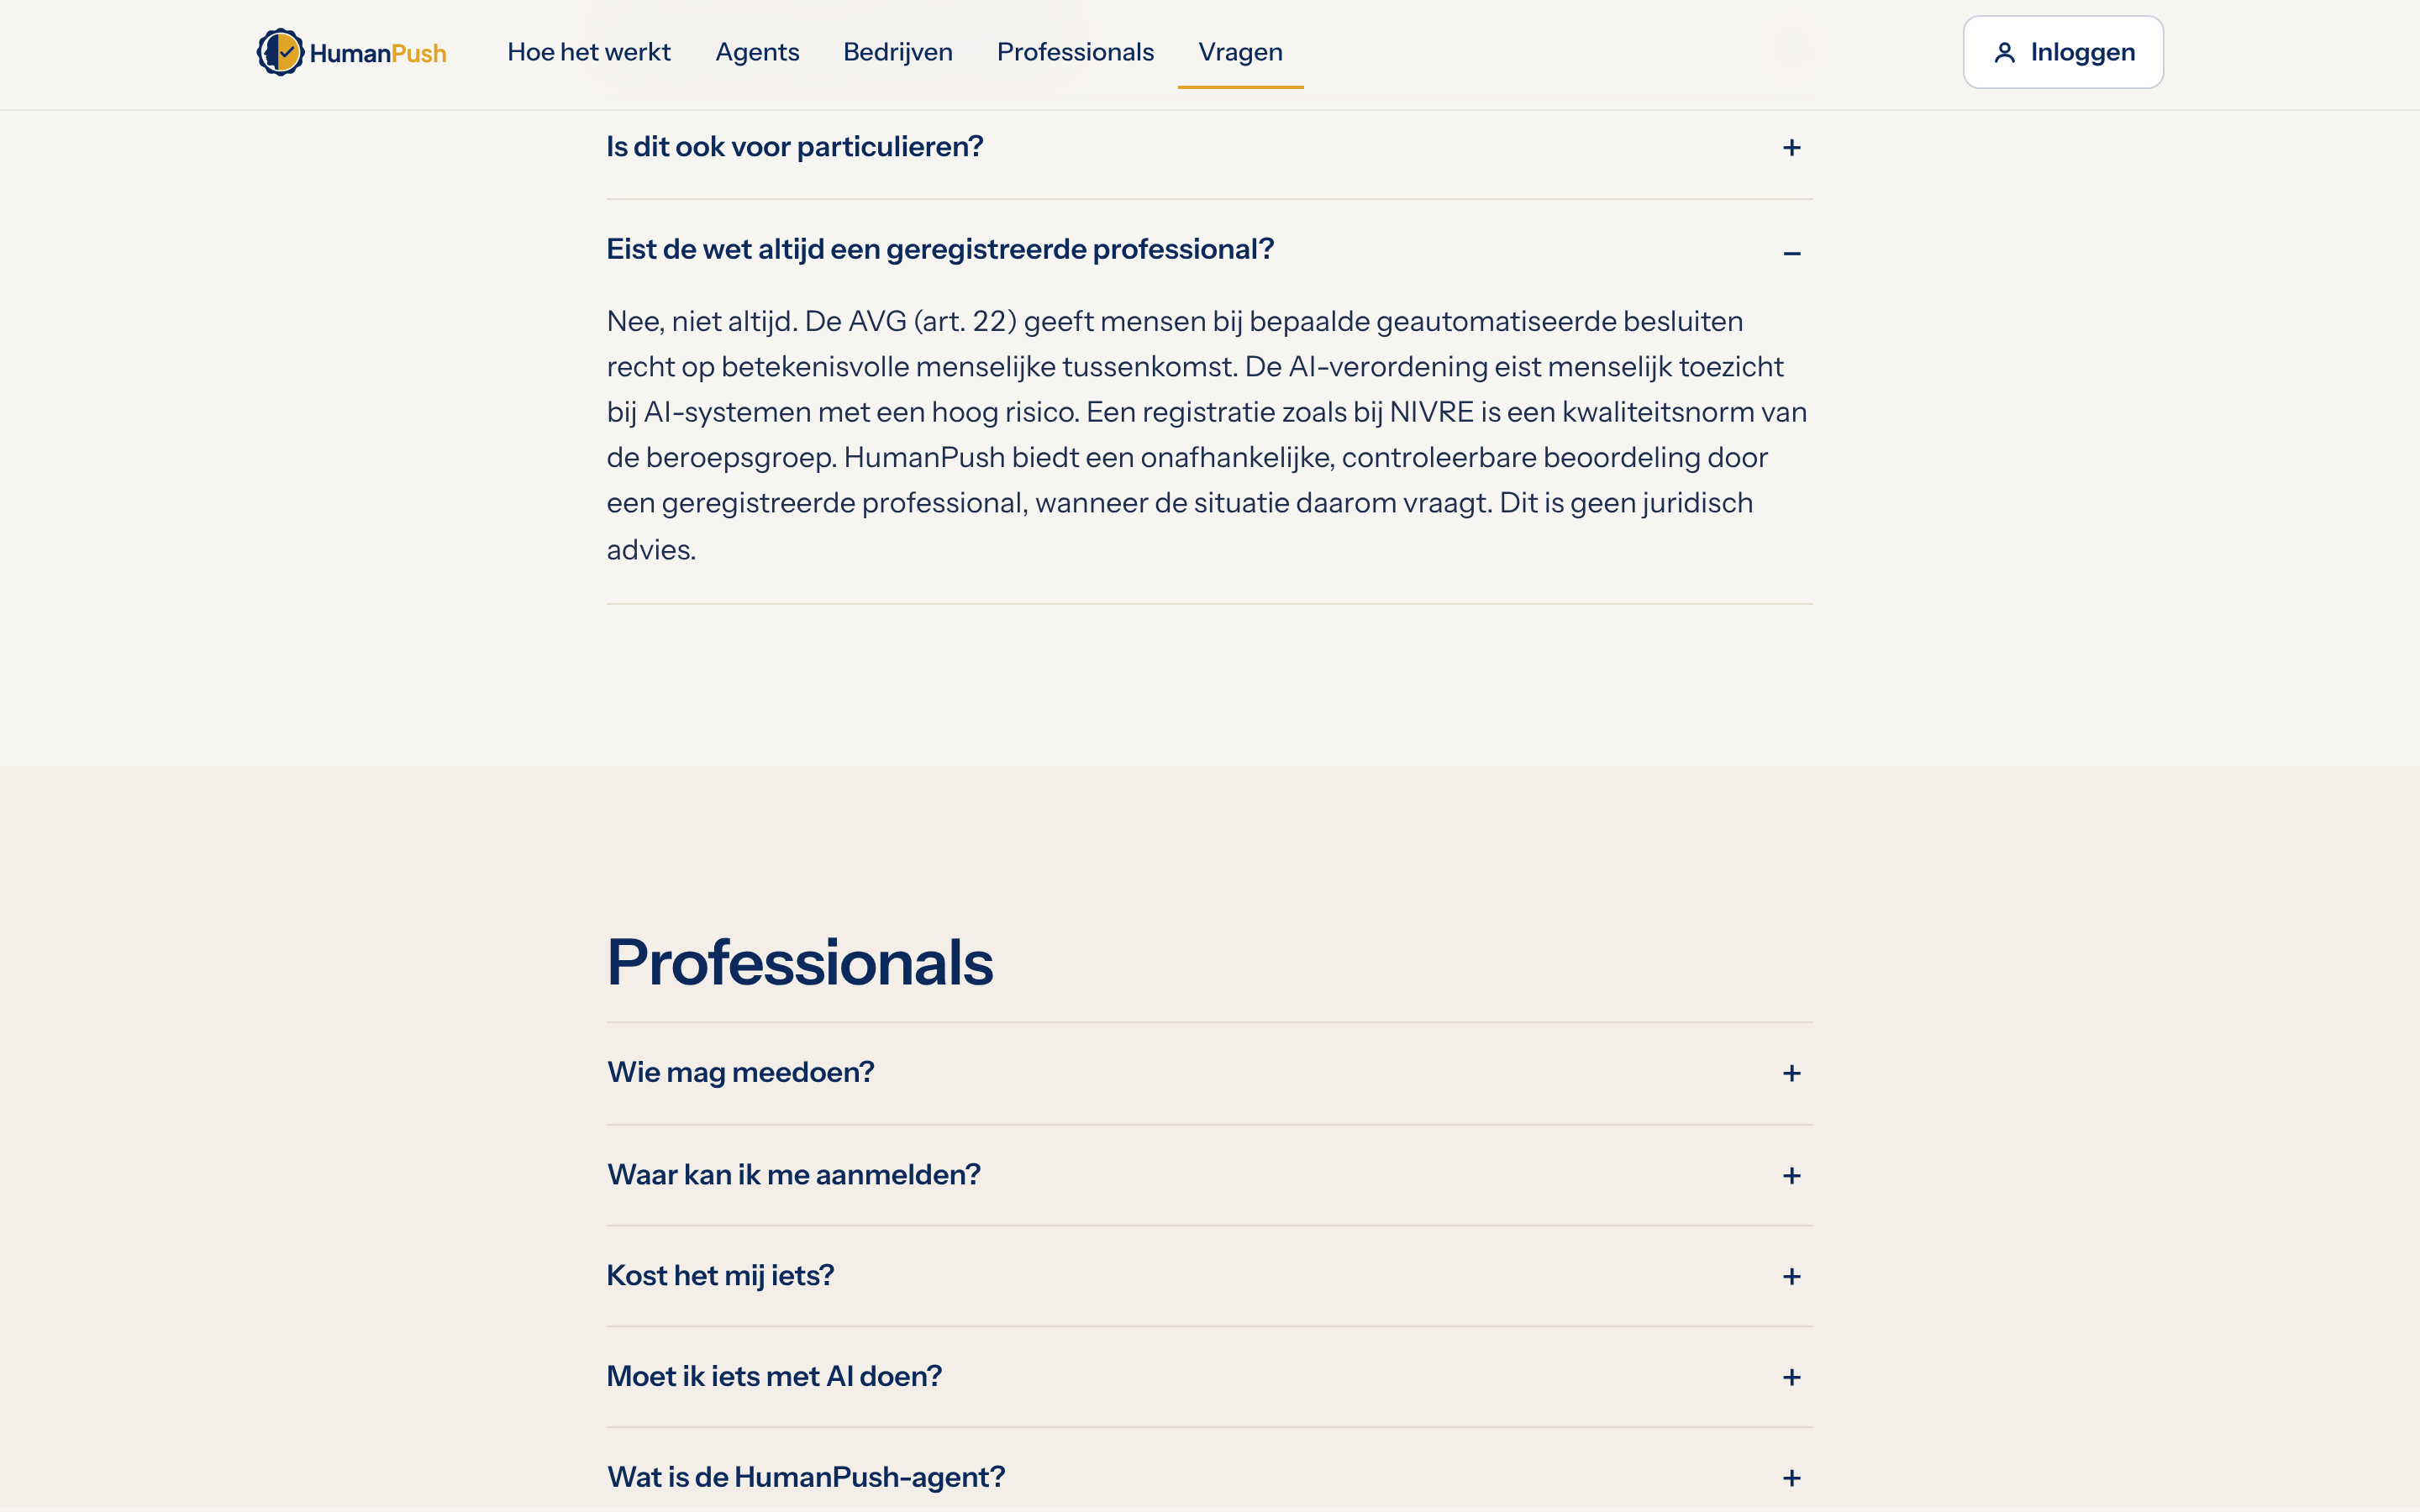 HumanPush
Hoe het werkt
Agents
Bedrijven
Professionals
Vragen
Inloggen
Is dit ook voor particulieren?
+
Eist de wet altijd een geregistreerde professional?
–
Nee, niet altijd. De AVG (art. 22) geeft mensen bij bepaalde geautomatiseerde besluiten
recht op betekenisvolle menselijke tussenkomst. De AI-verordening eist menselijk toezicht
bij AI-systemen met een hoog risico. Een registratie zoals bij NIVRE is een kwaliteitsnorm van
de beroepsgroep. HumanPush biedt een onafhankelijke, controleerbare beoordeling door
een geregistreerde professional, wanneer de situatie daarom vraagt. Dit is geen juridisch
advies.
Professionals
Wie mag meedoen?
+
Waar kan ik me aanmelden?
+
Kost het mij iets?
+
Moet ik iets met AI doen?
+
Wat is de HumanPush-agent?
+